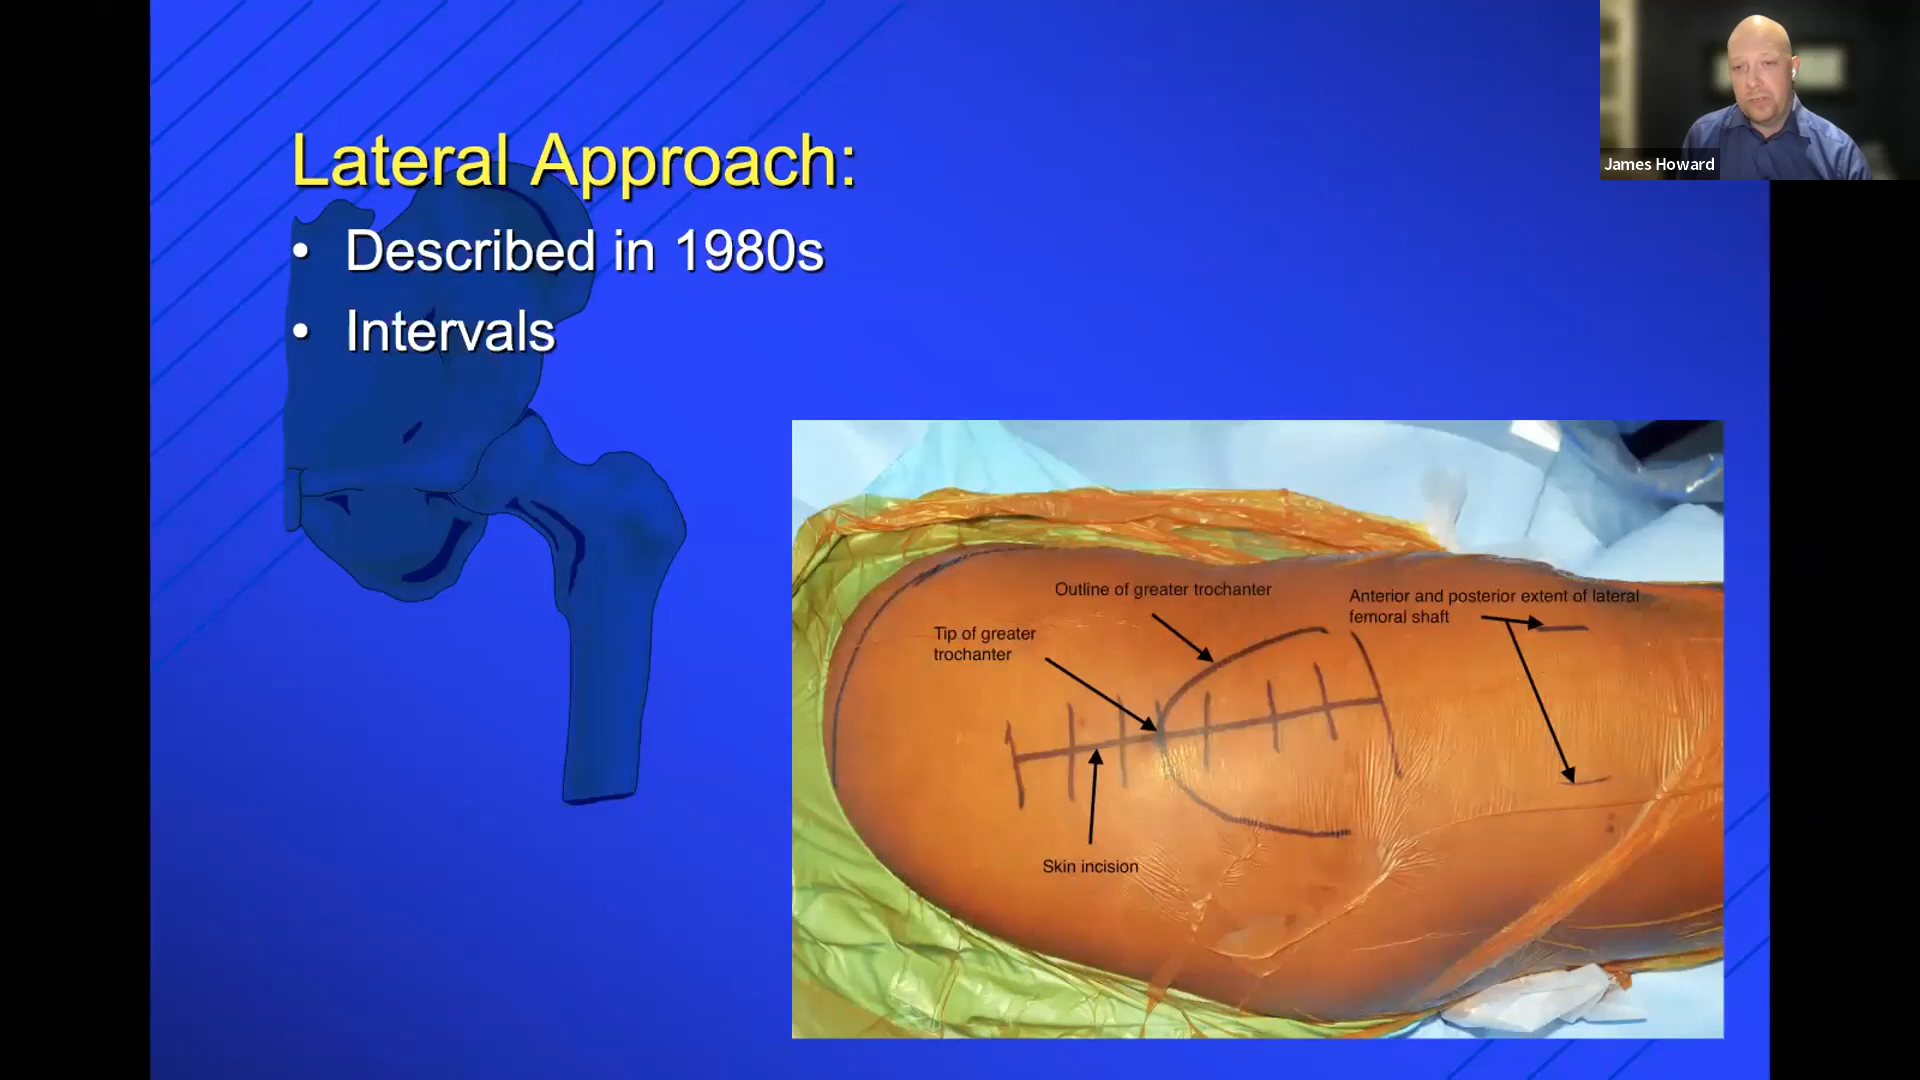 James Howard
Lateral Approach:
• Described in 1980s
• Intervals
Outline of greater trochanter
Anterior and posterior extent of lateral
femoral shaft
Tip of greater
trochanter
Skin incision